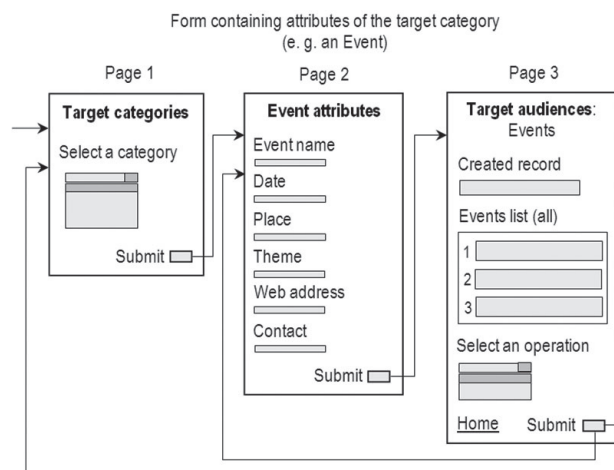 Form containing attributes of the target category
(e. g. an Event)
Page 1
Page 2
Page 3
Target categories
Select a category
Submit
Event attributes
Event name
Date
Place
Theme
Web address
Contact
Submit
Target audiences:
Events
Created record
Events list (all)
1
2
3
Select an operation
Home Submit